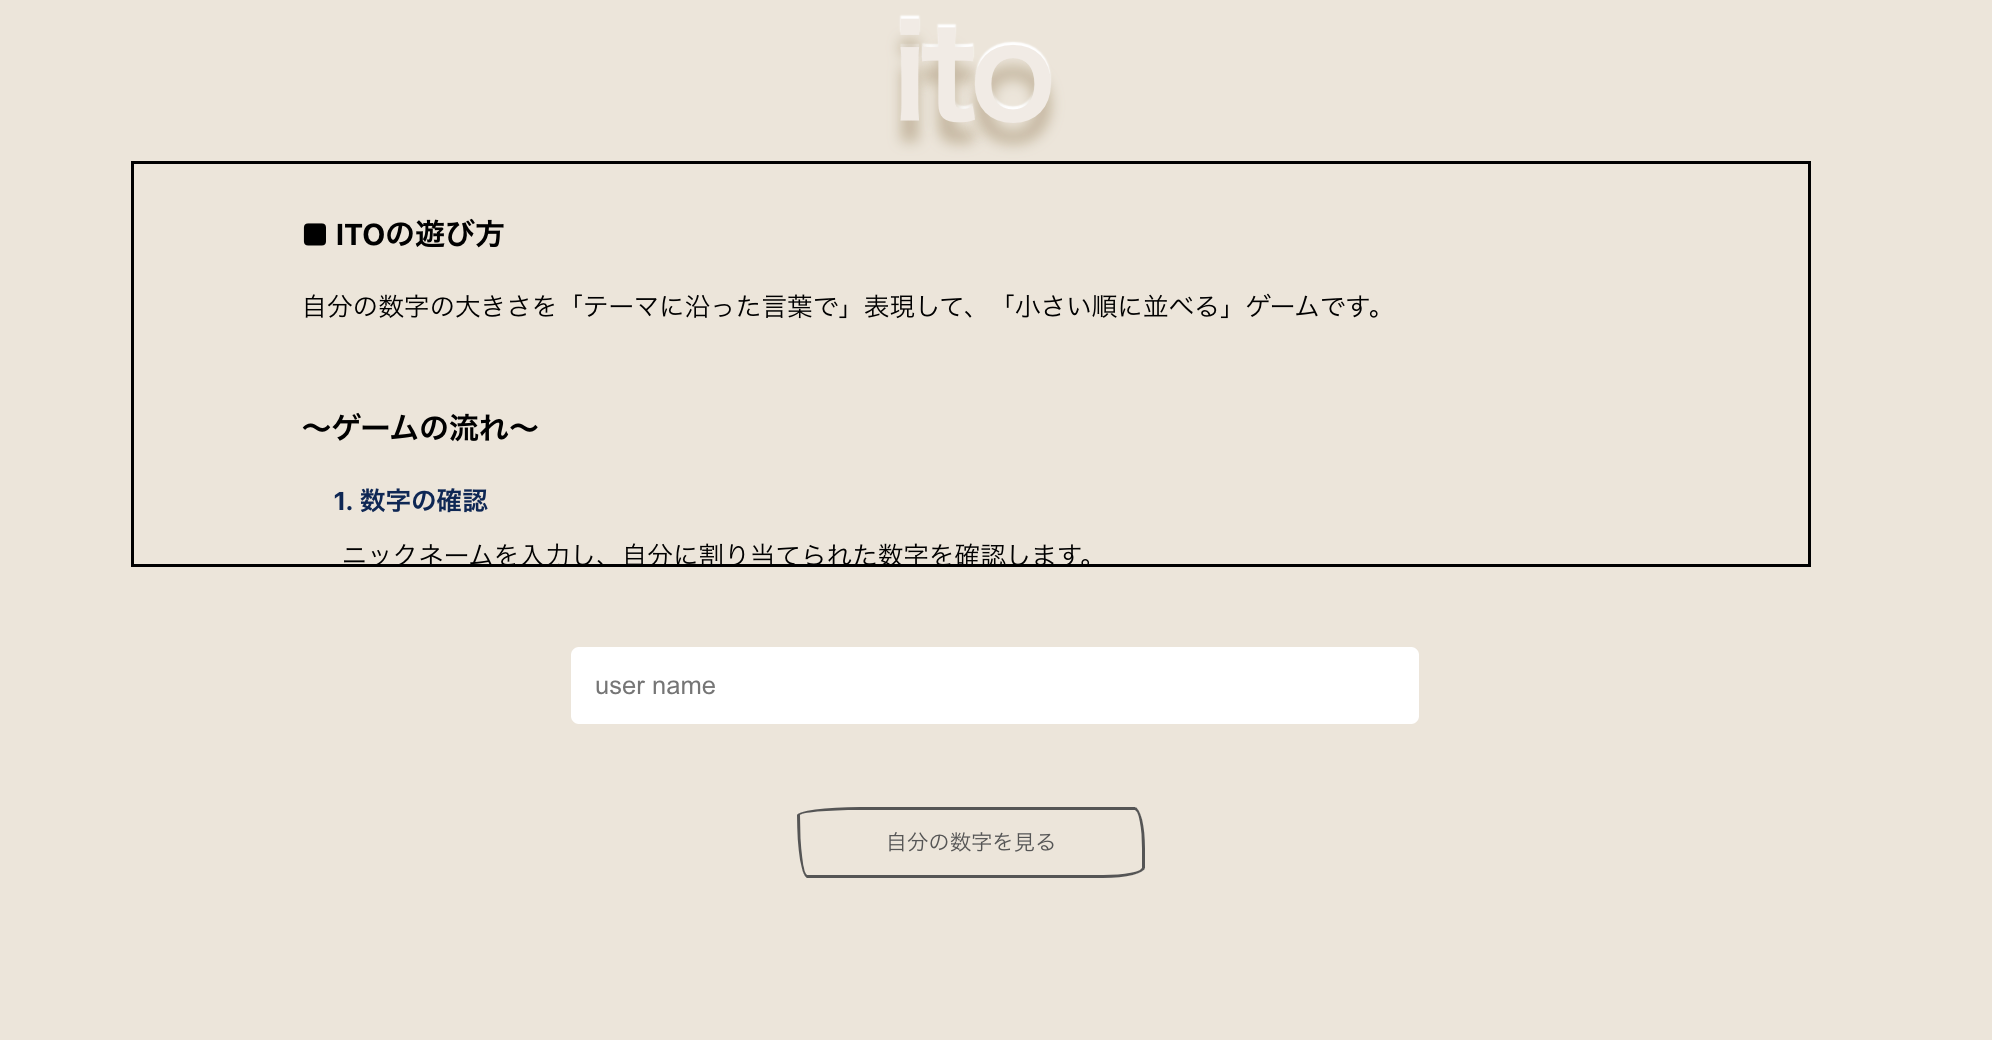 ito
■ ITOの遊び方
自分の数字の大きさを「テーマに沿った言葉で」表現して、「小さい順に並べる」ゲームです。
〜ゲームの流れ〜
1. 数字の確認
ニックネームを入力し、自分に割り当てられた数字を確認します。
user name
自分の数字を見る